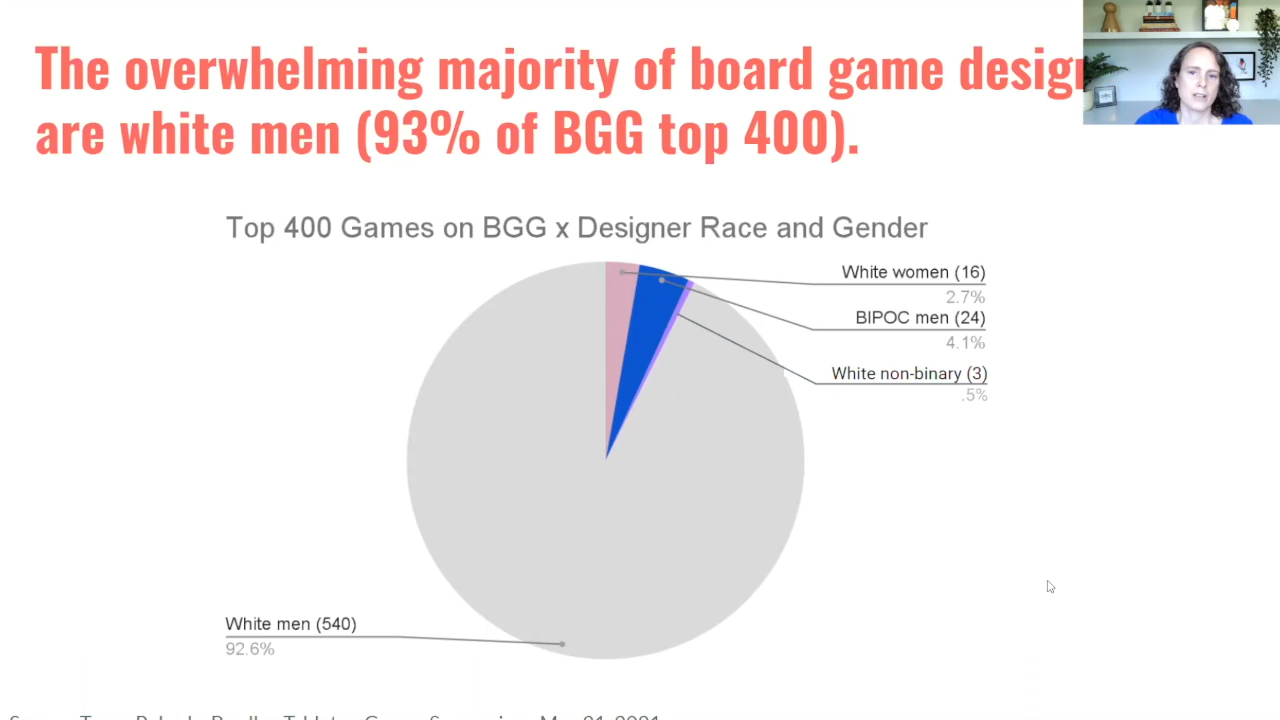 The overwhelming majority of board game desig
are white men (93% of BGG top 400).
Top 400 Games on BGG x Designer Race and Gender
White women (16)
2.7%
BIPOC men (24)
4.1%
White non-binary (3)
.5%
White men (540)
92.6%